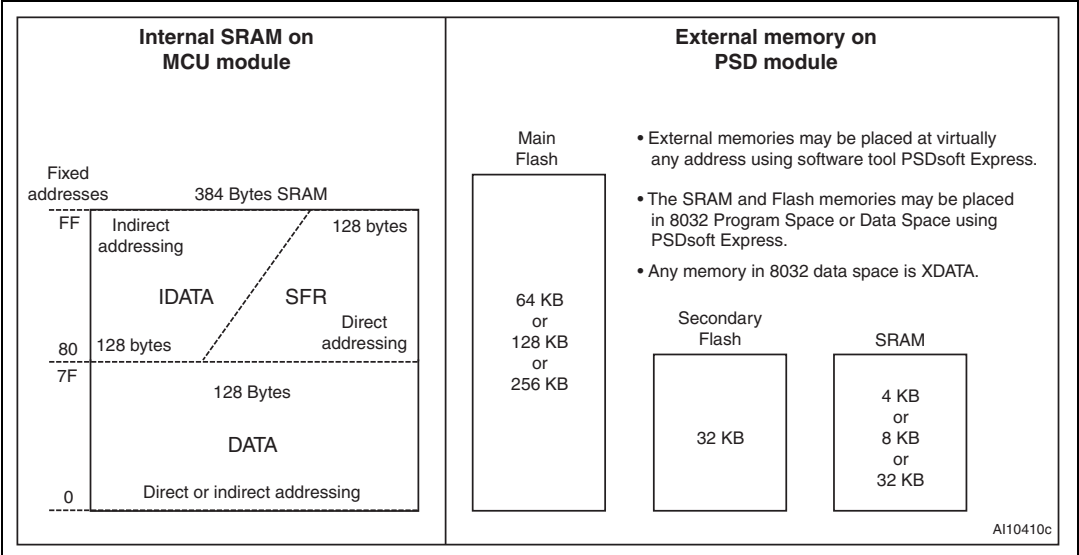 Internal SRAM on
MCU module
Fixed
addresses
384 Bytes SRAM
FF
Indirect
addressing
128 bytes
IDATA
SFR
Direct
addressing
80
128 bytes
7F
128 Bytes
DATA
0
Direct or indirect addressing
External memory on
PSD module
Main
Flash
64 KB
or
128 KB
or
256 KB
• External memories may be placed at virtually
any address using software tool PSDsoft Express.
• The SRAM and Flash memories may be placed
in 8032 Program Space or Data Space using
PSDsoft Express.
• Any memory in 8032 data space is XDATA.
Secondary
Flash
32 KB
SRAM
4 KB
or
8 KB
or
32 KB
AI10410c